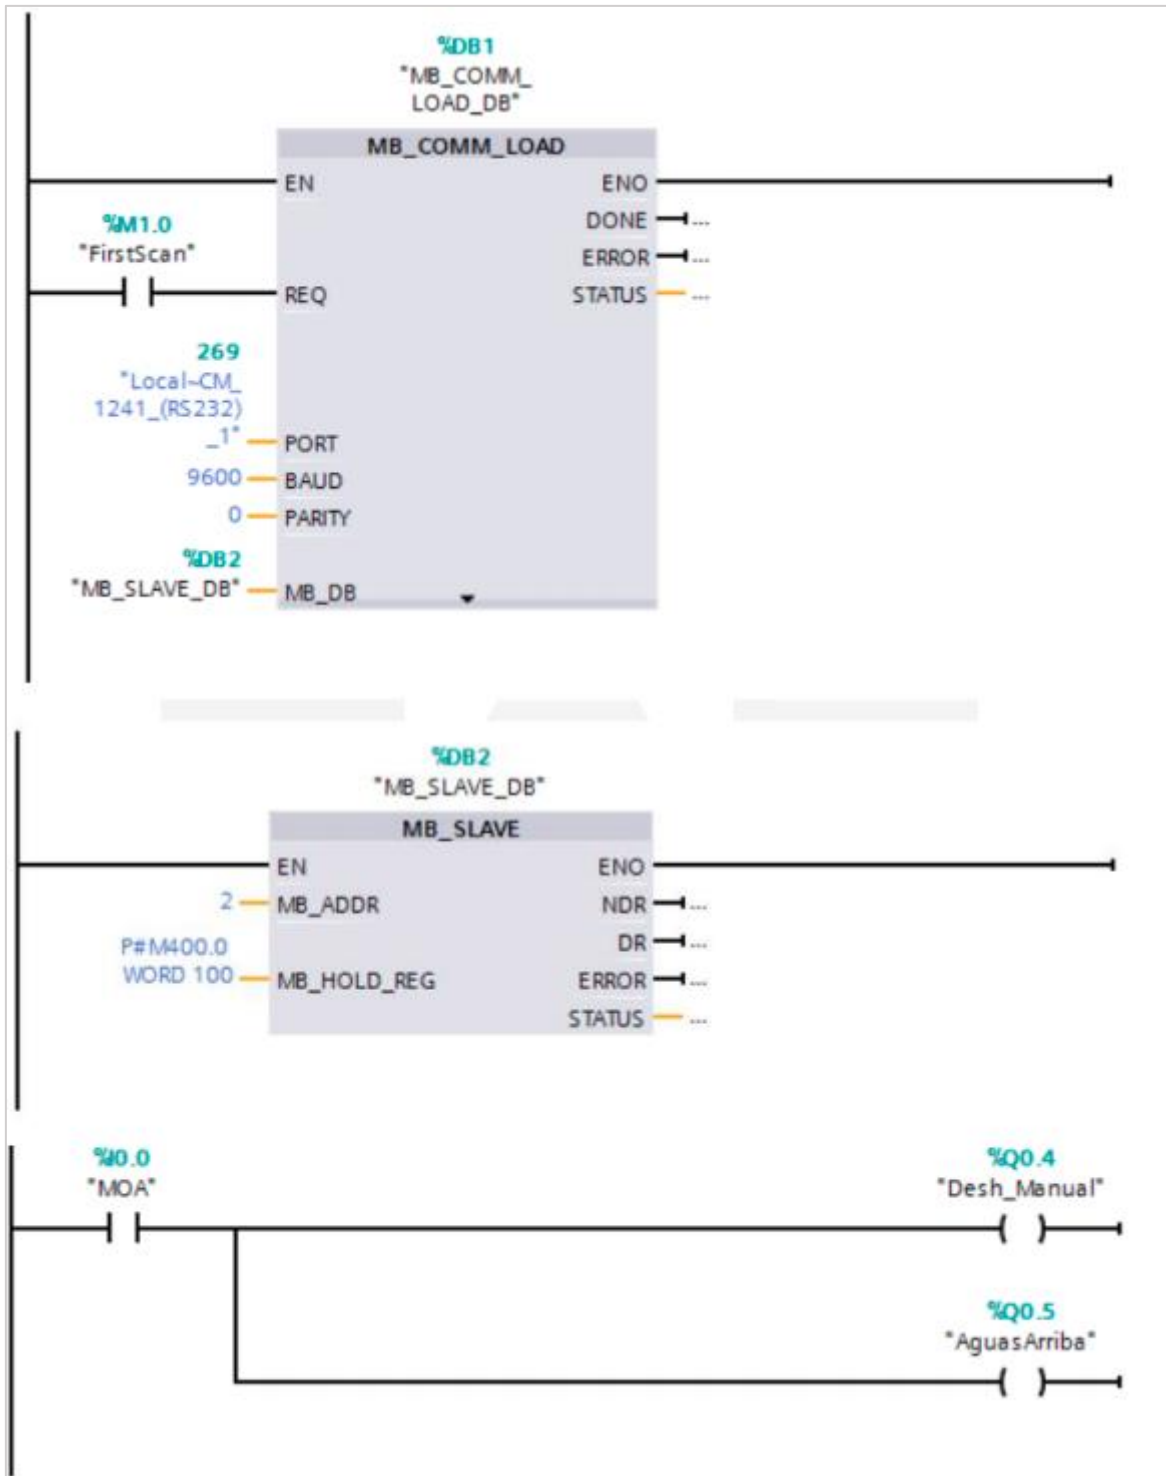 %DB1
"MB_COMM_
LOAD_DB"
MB_COMM_LOAD
EN ENO
%M1.0
"FirstScan"
DONE ...
ERROR ...
REQ STATUS ...
269
"Local~CM_
1241_(RS232)
_1" PORT
9600 BAUD
0 PARITY
%DB2
"MB_SLAVE_DB" MB_DB
%DB2
"MB_SLAVE_DB"
MB_SLAVE
EN ENO
2 MB_ADDR NDR ...
DR ...
P#M400.0
WORD 100 MB_HOLD_REG ERROR ...
STATUS ...
%I0.0
"MOA"
%Q0.4
"Desh_Manual"
%Q0.5
"AguasArriba"